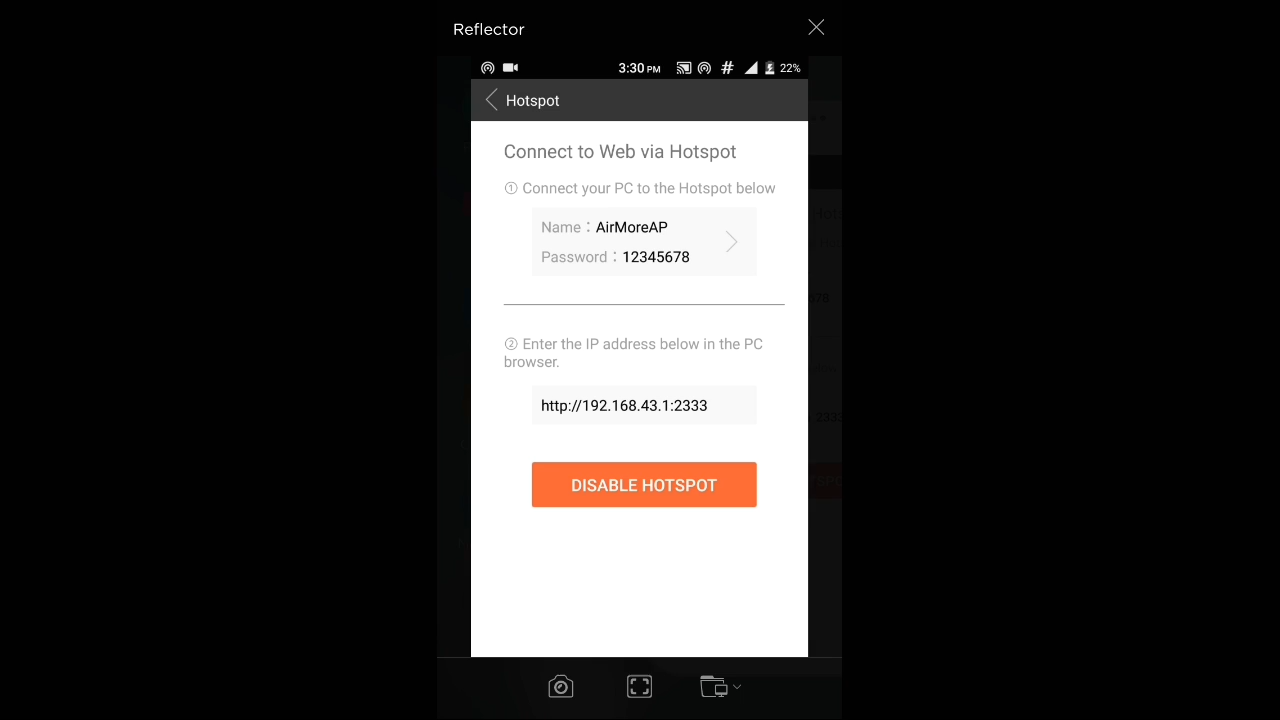 Reflector
3:30 PM 22%
Hotspot
Connect to Web via Hotspot
① Connect your PC to the Hotspot below
Name：AirMoreAP
Password：12345678
② Enter the IP address below in the PC
browser.
http://192.168.43.1:2333
DISABLE HOTSPOT